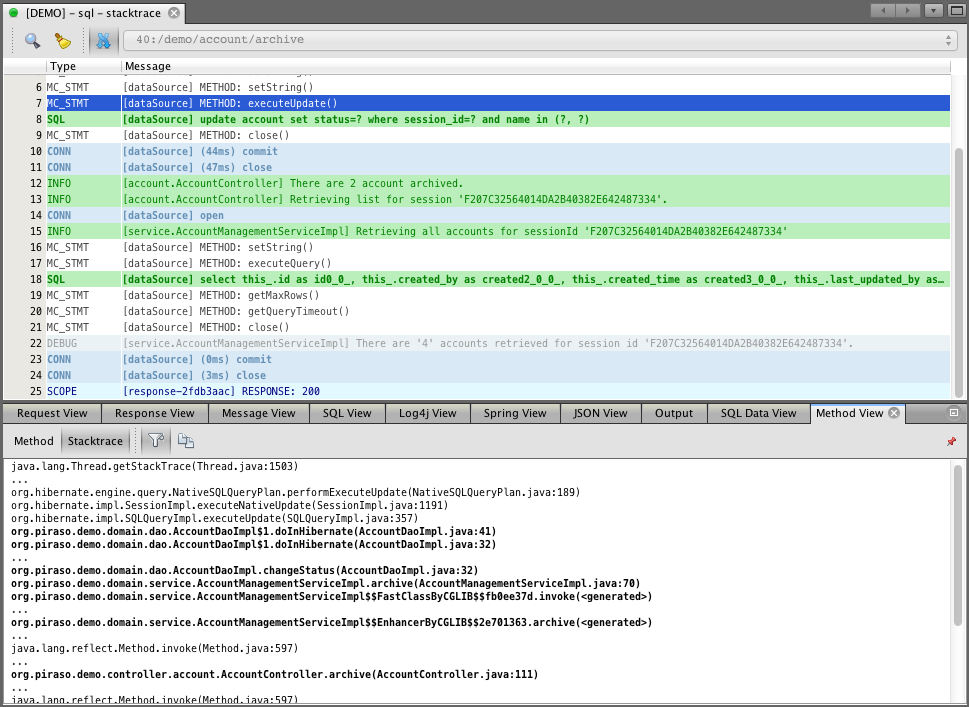 [DEMO] - sql - stacktrace
40:/demo/account/archive
Type Message
6 MC_STMT [dataSource] METHOD: setString()
7 MC_STMT [dataSource] METHOD: executeUpdate()
8 SQL [dataSource] update account set status=? where session_id=? and name in (?, ?)
9 MC_STMT [dataSource] METHOD: close()
10 CONN [dataSource] (44ms) commit
11 CONN [dataSource] (47ms) close
12 INFO [account.AccountController] There are 2 account archived.
13 INFO [account.AccountController] Retrieving list for session 'F207C32564014DA2B40382E642487334'.
14 CONN [dataSource] open
15 INFO [service.AccountManagementServiceImpl] Retrieving all accounts for sessionId 'F207C32564014DA2B40382E642487334'
16 MC_STMT [dataSource] METHOD: setString()
17 MC_STMT [dataSource] METHOD: executeQuery()
18 SQL [dataSource] select this_.id as id0_0_, this_.created_by as created2_0_0_, this_.created_time as created3_0_0_, this_.last_updated_by as…
19 MC_STMT [dataSource] METHOD: getMaxRows()
20 MC_STMT [dataSource] METHOD: getQueryTimeout()
21 MC_STMT [dataSource] METHOD: close()
22 DEBUG [service.AccountManagementServiceImpl] There are '4' accounts retrieved for session id 'F207C32564014DA2B40382E642487334'.
23 CONN [dataSource] (0ms) commit
24 CONN [dataSource] (3ms) close
25 SCOPE [response-2fdb3aac] RESPONSE: 200
Request View Response View Message View SQL View Log4j View Spring View JSON View Output SQL Data View Method View
Method Stacktrace
java.lang.Thread.getStackTrace(Thread.java:1503)
...
org.hibernate.engine.query.NativeSQLQueryPlan.performExecuteUpdate(NativeSQLQueryPlan.java:189)
org.hibernate.impl.SessionImpl.executeNativeUpdate(SessionImpl.java:1191)
org.hibernate.impl.SQLQueryImpl.executeUpdate(SQLQueryImpl.java:357)
org.piraso.demo.domain.dao.AccountDaoImpl$1.doInHibernate(AccountDaoImpl.java:41)
org.piraso.demo.domain.dao.AccountDaoImpl$1.doInHibernate(AccountDaoImpl.java:32)
...
org.piraso.demo.domain.dao.AccountDaoImpl.changeStatus(AccountDaoImpl.java:32)
org.piraso.demo.domain.service.AccountManagementServiceImpl.archive(AccountManagementServiceImpl.java:70)
org.piraso.demo.domain.service.AccountManagementServiceImpl$$FastClassByCGLIB$$fb0ee37d.invoke(<generated>)
...
org.piraso.demo.domain.service.AccountManagementServiceImpl$$EnhancerByCGLIB$$2e701363.archive(<generated>)
...
java.lang.reflect.Method.invoke(Method.java:597)
...
org.piraso.demo.controller.account.AccountController.archive(AccountController.java:111)
...
java.lang.reflect.Method.invoke(Method.java:597)